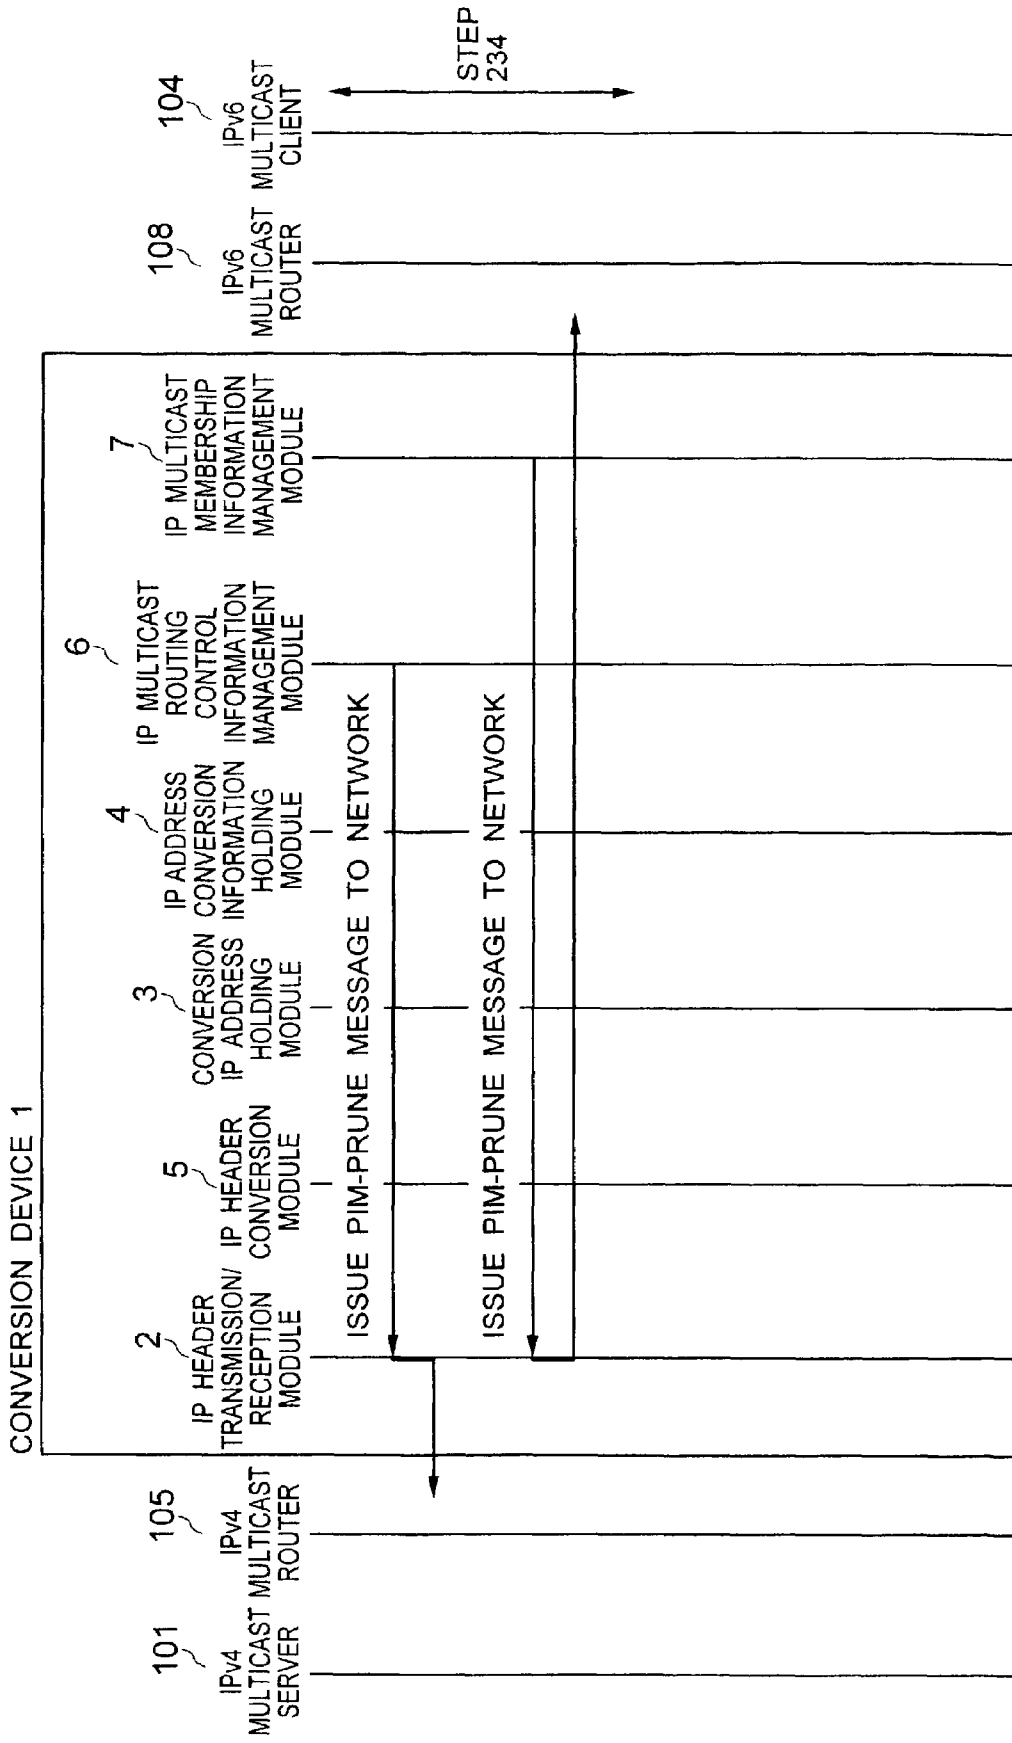 CONVERSION DEVICE 1
101
IPv4
MULTICAST
SERVER
105
IPv4
MULTICAST
ROUTER
2
IP HEADER
TRANSMISSION/
RECEPTION
MODULE
5
IP HEADER
CONVERSION
MODULE
3
CONVERSION
IP ADDRESS
HOLDING
MODULE
4
IP ADDRESS
CONVERSION
INFORMATION
HOLDING
MODULE
6
IP MULTICAST
ROUTING
CONTROL
INFORMATION
MANAGEMENT
MODULE
7
IP MULTICAST
MEMBERSHIP
INFORMATION
MANAGEMENT
MODULE
108
IPv6
MULTICAST
ROUTER
104
IPv6
MULTICAST
CLIENT
ISSUE PIM-PRUNE MESSAGE TO NETWORK
ISSUE PIM-PRUNE MESSAGE TO NETWORK
STEP
234